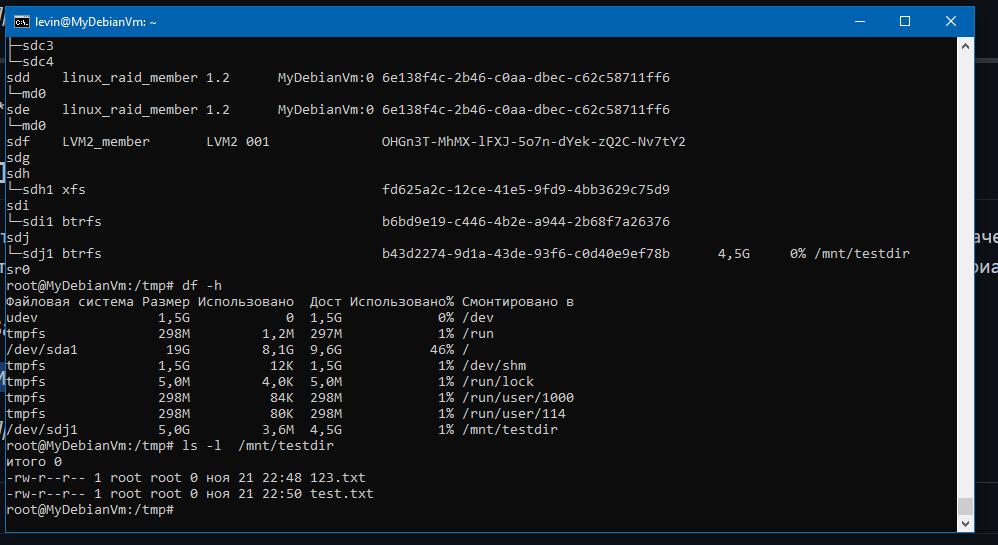 levin@MyDebianVm: ~
├─sdc3
└─sdc4
sdd    linux_raid_member 1.2      MyDebianVm:0 6e138f4c-2b46-c0aa-dbec-c62c58711ff6
└─md0
sde    linux_raid_member 1.2      MyDebianVm:0 6e138f4c-2b46-c0aa-dbec-c62c58711ff6
└─md0
sdf    LVM2_member       LVM2 001              OHGn3T-MhMX-lFXJ-5o7n-dYek-zQ2C-Nv7tY2
sdg
sdh
└─sdh1 xfs                                     fd625a2c-12ce-41e5-9fd9-4bb3629c75d9
sdi
└─sdi1 btrfs                                   b6bd9e19-c446-4b2e-a944-2b68f7a26376
sdj
└─sdj1 btrfs                                   b43d2274-9d1a-43de-93f6-c0d40e9ef78b      4,5G     0% /mnt/testdir
sr0
root@MyDebianVm:/tmp# df -h
Файловая система Размер Использовано  Дост Использовано% Смонтировано в
udev               1,5G            0  1,5G            0% /dev
tmpfs              298M         1,2M  297M            1% /run
/dev/sda1           19G         8,1G  9,6G           46% /
tmpfs              1,5G          12K  1,5G            1% /dev/shm
tmpfs              5,0M         4,0K  5,0M            1% /run/lock
tmpfs              298M          84K  298M            1% /run/user/1000
tmpfs              298M          80K  298M            1% /run/user/114
/dev/sdj1          5,0G         3,6M  4,5G            1% /mnt/testdir
root@MyDebianVm:/tmp# ls -l  /mnt/testdir
итого 0
-rw-r--r-- 1 root root 0 ноя 21 22:48 123.txt
-rw-r--r-- 1 root root 0 ноя 21 22:50 test.txt
root@MyDebianVm:/tmp#